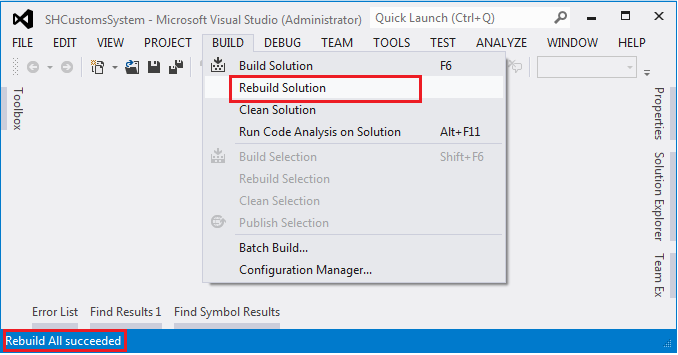 SHCustomsSystem - Microsoft Visual Studio (Administrator)
Quick Launch (Ctrl+Q)
FILE EDIT VIEW BUILD DEBUG TEAM TOOLS TEST ANALYZE WINDOW HELP
Build Solution F6
Rebuild Solution
Clean Solution
Run Code Analysis on Solution Alt+F11
Build Selection Shift+F6
Rebuild Selection
Clean Selection
Publish Selection
Batch Build...
Configuration Manager...
Toolbox
Properties
Solution Explorer
Team Ex
Error List Find Results 1 Find Symbol Results
Rebuild All succeeded